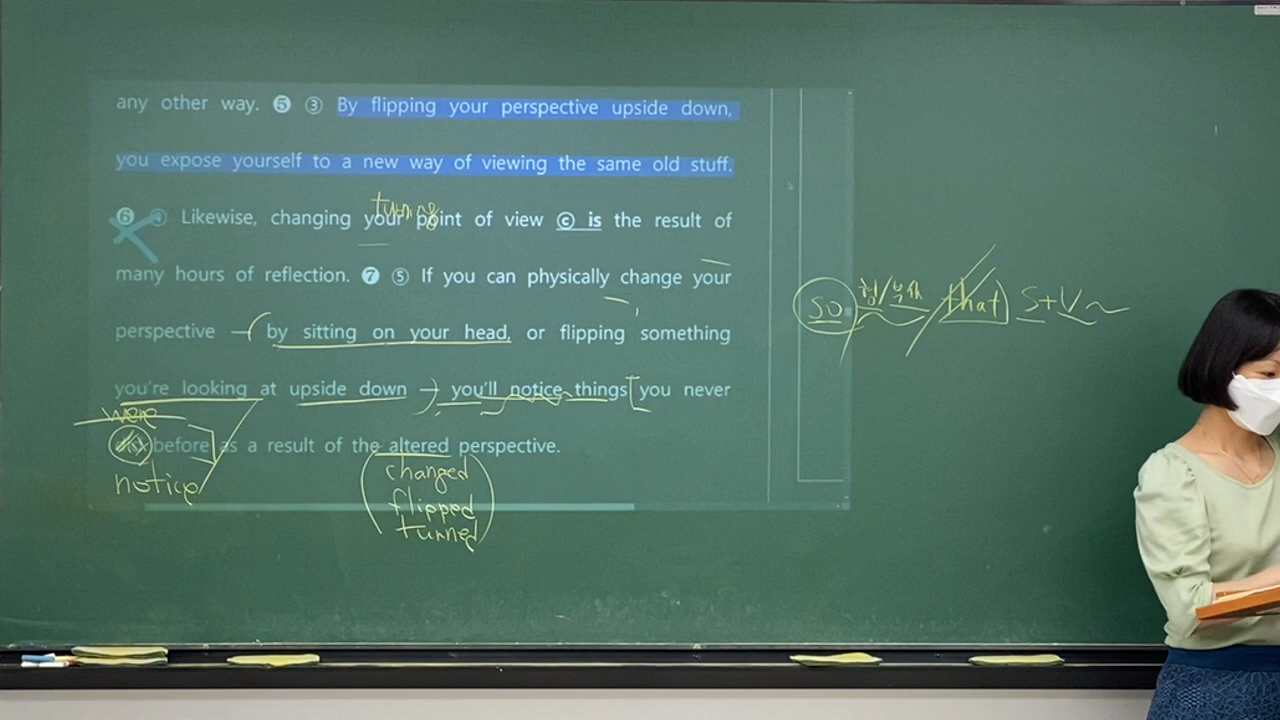 any other way. ❺ ③ By flipping your perspective upside down,
you expose yourself to a new way of viewing the same old stuff.
turning
❻ ④ Likewise, changing your point of view ⓒ is the result of
many hours of reflection. ❼ ⑤ If you can physically change your
perspective by sitting on your head, or flipping something
you're looking at upside down you'll notice things [you never
were
before as a result of the altered perspective.
notice
(changed
flipped
turned)
so 형/부 that S+V~